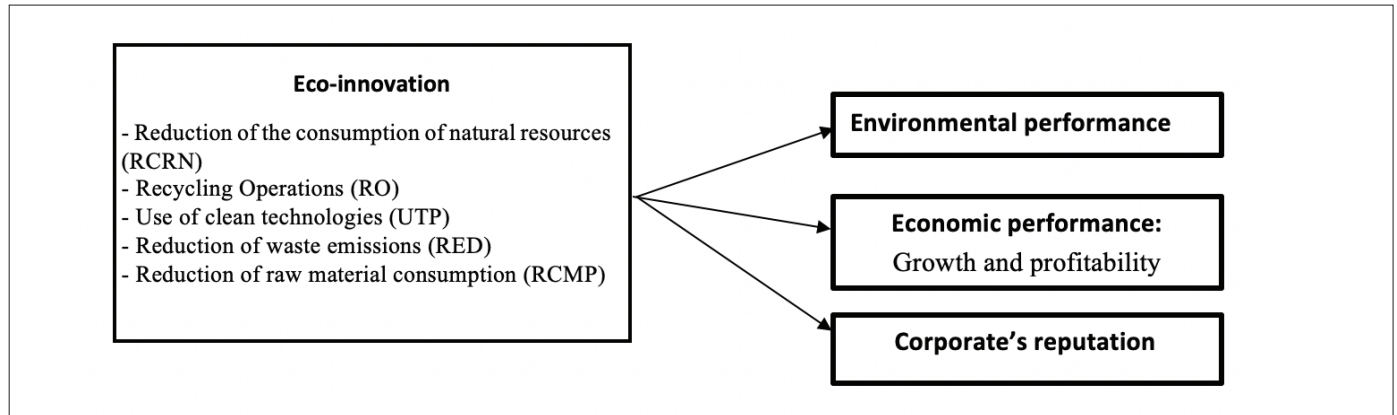 Eco-innovation
- Reduction of the consumption of natural resources
(RCRN)
- Recycling Operations (RO)
- Use of clean technologies (UTP)
- Reduction of waste emissions (RED)
- Reduction of raw material consumption (RCMP)
Environmental performance
Economic performance:
Growth and profitability
Corporate’s reputation